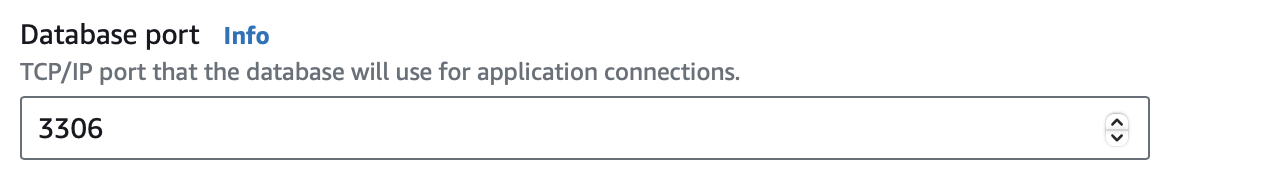 Database port Info
TCP/IP port that the database will use for application connections.
3306